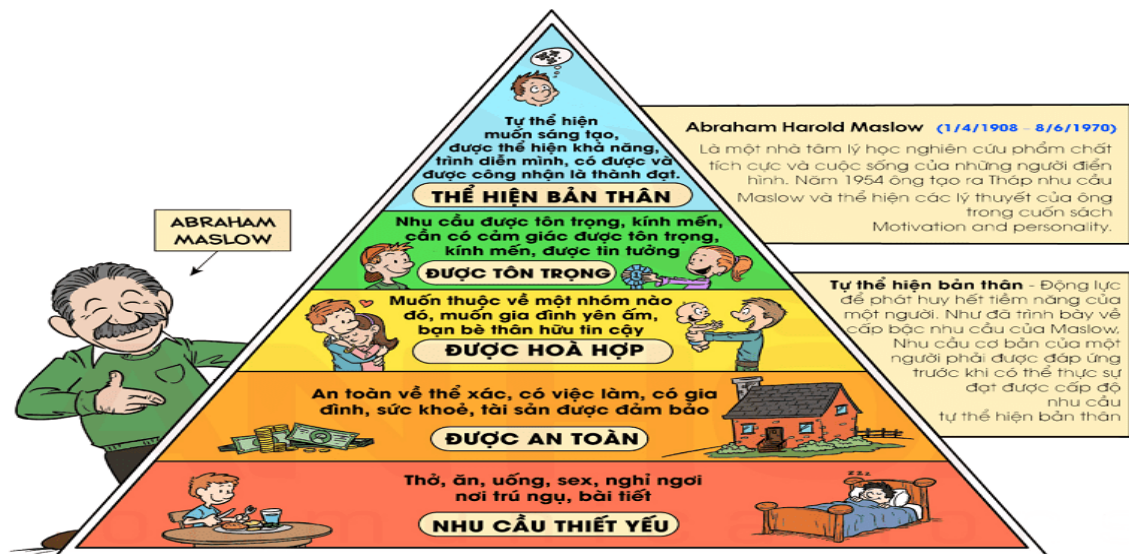 Tự thể hiện
muốn sáng tạo,
được thể hiện khả năng,
trình diễn mình, có được và
được công nhận là thành đạt.
THỂ HIỆN BẢN THÂN
Nhu cầu được tôn trọng, kính mến,
cần có cảm giác được tôn trọng,
kính mến, được tin tưởng
ĐƯỢC TÔN TRỌNG
Muốn thuộc về một nhóm nào
đó, muốn gia đình yên ấm,
bạn bè thân hữu tin cậy
ĐƯỢC HOÀ HỢP
An toàn về thể xác, có việc làm, có gia
đình, sức khoẻ, tài sản được đảm bảo
ĐƯỢC AN TOÀN
Thở, ăn, uống, sex, nghỉ ngơi
nơi trú ngụ, bài tiết
NHU CẦU THIẾT YẾU
ABRAHAM
MASLOW
Abraham Harold Maslow (1/4/1908 - 8/6/1970)
Là một nhà tâm lý học nghiên cứu phẩm chất
tích cực và cuộc sống của những người điển
hình. Năm 1954 ông tạo ra Tháp nhu cầu
Maslow và thể hiện các lý thuyết của ông
trong cuốn sách
Motivation and personality.
Tự thể hiện bản thân - Động lực
để phát huy hết tiềm năng của
một người. Như đã trình bày về
cấp bậc nhu cầu của Maslow,
Nhu cầu cơ bản của một
người phải được đáp ứng
trước khi có thể thực sự
đạt được cấp độ
nhu cầu
tự thể hiện bản thân
zzz